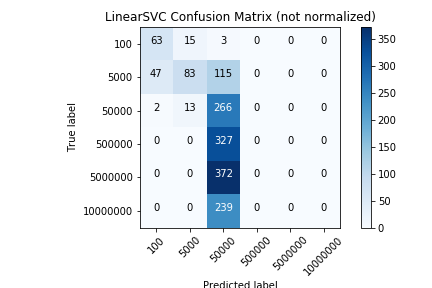 LinearSVC Confusion Matrix (not normalized)
100 63 15 3 0 0 0
5000 47 83 115 0 0 0
50000 2 13 266 0 0 0
500000 0 0 327 0 0 0
5000000 0 0 372 0 0 0
10000000 0 0 239 0 0 0
True label
100 5000 50000 500000 5000000 10000000
Predicted label
350
300
250
200
150
100
50
0